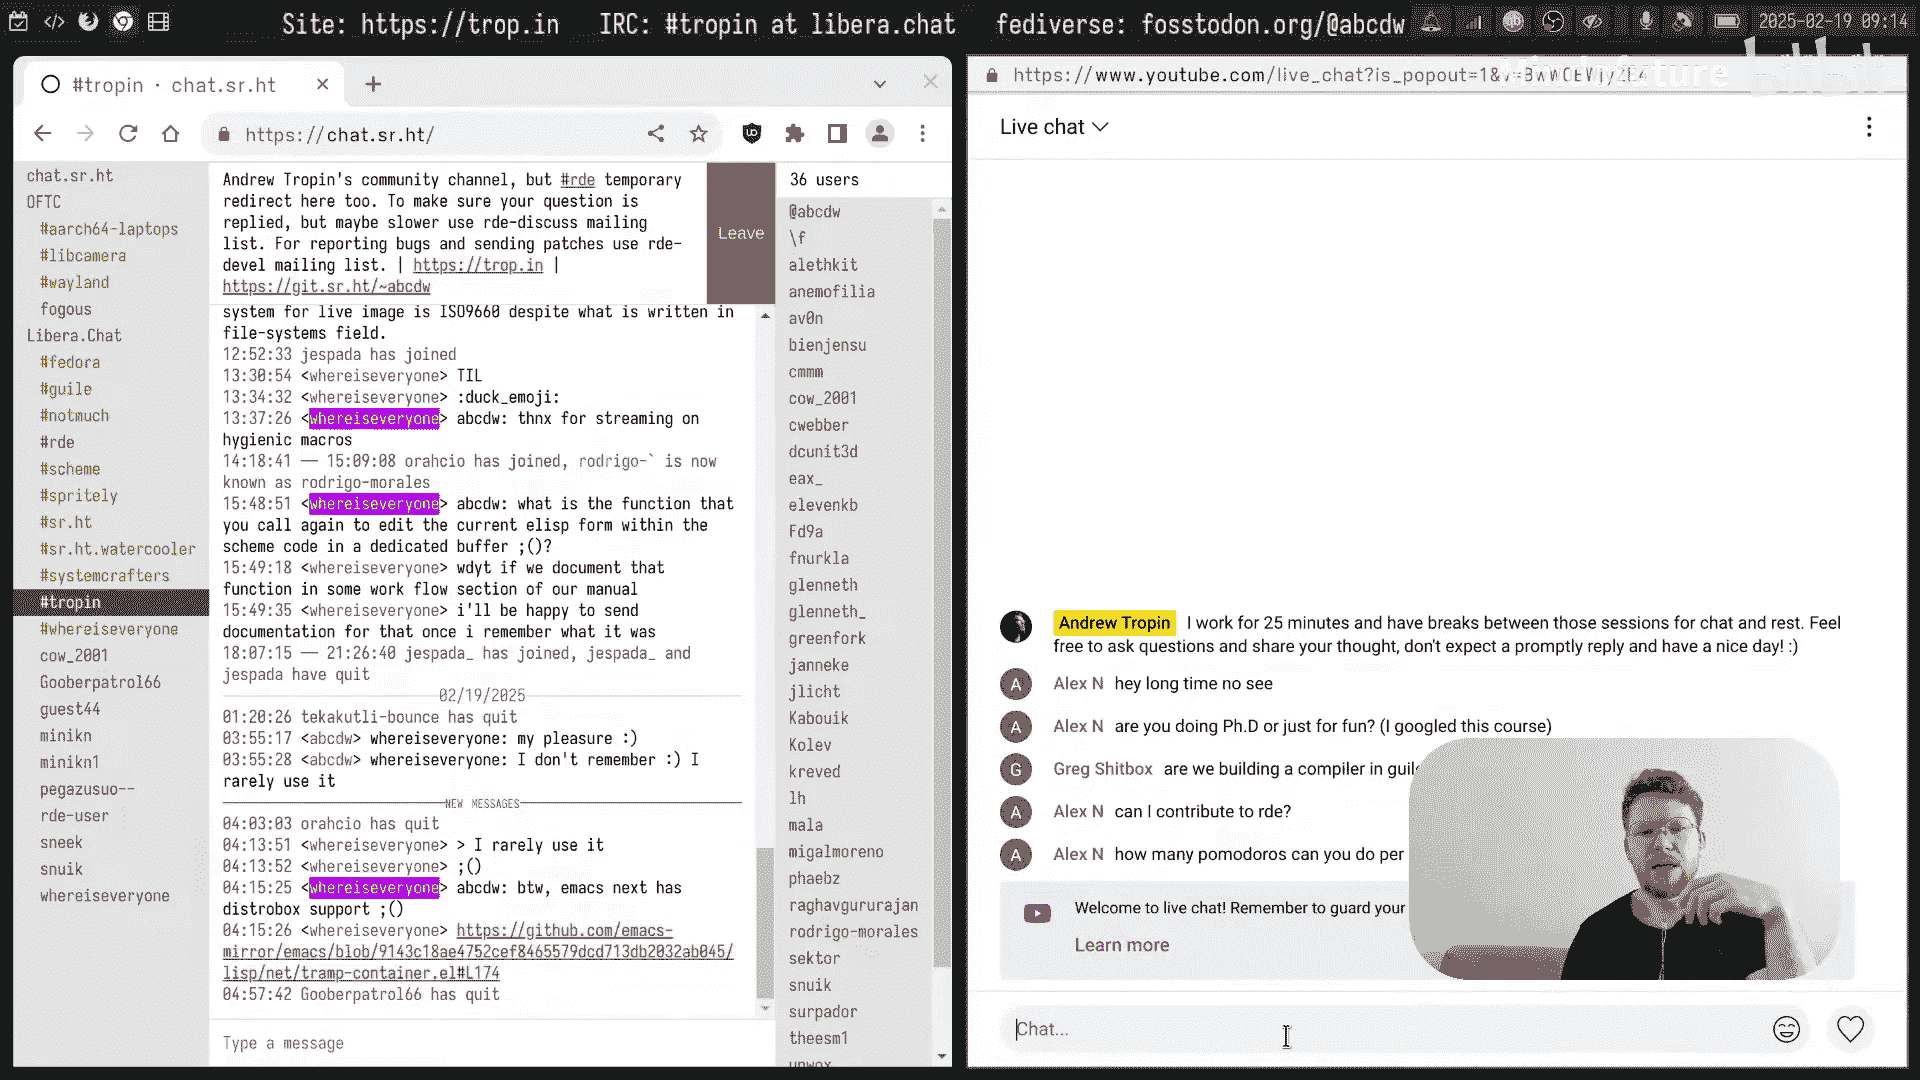 Site: https://trop.in   IRC: #tropin at libera.chat   fediverse: fosstodon.org/@abcdw
2025-02-19 09:14
#tropin · chat.sr.ht
https://chat.sr.ht/
chat.sr.ht
OFTC
#aarch64-laptops
#libcamera
#wayland
fogous
Libera.Chat
#fedora
#guile
#notmuch
#rde
#scheme
#spritely
#sr.ht
#sr.ht.watercooler
#systemcrafters
#tropin
#whereiseveryone
cow_2001
Gooberpatrol66
guest44
minikn
minikn1
pegazusuo--
rde-user
sneek
snuik
whereiseveryone
Andrew Tropin's community channel, but #rde temporary
redirect here too. To make sure your question is
replied, but maybe slower use rde-discuss mailing
list. For reporting bugs and sending patches use rde-
devel mailing list. | https://trop.in |
https://git.sr.ht/~abcdw
Leave
system for live image is ISO9660 despite what is written in
file-systems field.
12:52:33 jespada has joined
13:30:54 <whereiseveryone> TIL
13:34:32 <whereiseveryone> :duck_emoji:
13:37:26 <whereiseveryone> abcdw: thnx for streaming on
hygienic macros
14:18:41 — 15:09:08 orahcio has joined, rodrigo-` is now
known as rodrigo-morales
15:48:51 <whereiseveryone> abcdw: what is the function that
you call again to edit the current elisp form within the
scheme code in a dedicated buffer ;()?
15:49:18 <whereiseveryone> wdyt if we document that
function in some work flow section of our manual
15:49:35 <whereiseveryone> i'll be happy to send
documentation for that once i remember what it was
18:07:15 — 21:26:40 jespada_ has joined, jespada_ and
jespada have quit
02/19/2025
01:20:26 tekakutli-bounce has quit
03:55:17 <abcdw> whereiseveryone: my pleasure :)
03:55:28 <abcdw> whereiseveryone: I don't remember :) I
rarely use it
NEW MESSAGES
04:03:03 orahcio has quit
04:13:51 <whereiseveryone> > I rarely use it
04:13:52 <whereiseveryone> ;()
04:15:25 <whereiseveryone> abcdw: btw, emacs next has
distrobox support ;()
04:15:26 <whereiseveryone> https://github.com/emacs-
mirror/emacs/blob/9143c18ae4752cef8465579dcd713db2032ab045/
lisp/net/tramp-container.el#L174
04:57:42 Gooberpatrol66 has quit
Type a message
36 users
@abcdw
\f
alethkit
anemofilia
av0n
bienjensu
cmmm
cow_2001
cwebber
dcunit3d
eax_
elevenkb
Fd9a
fnurkla
glenneth
glenneth_
greenfork
janneke
jlicht
Kabouik
Kolev
kreved
lh
mala
migalmoreno
phaebz
raghavgururajan
rodrigo-morales
sektor
snuik
surpador
theesm1
https://www.youtube.com/live_chat?is_popout=1&v=
Live chat
Andrew Tropin I work for 25 minutes and have breaks between those sessions for chat and rest. Feel
free to ask questions and share your thought, don't expect a promptly reply and have a nice day! :)
A Alex N hey long time no see
A Alex N are you doing Ph.D or just for fun? (I googled this course)
G Greg Shitbox are we building a compiler in
A Alex N can I contribute to rde?
A Alex N how many pomodoros can you do per
Welcome to live chat! Remember to guard your
Learn more
Chat...